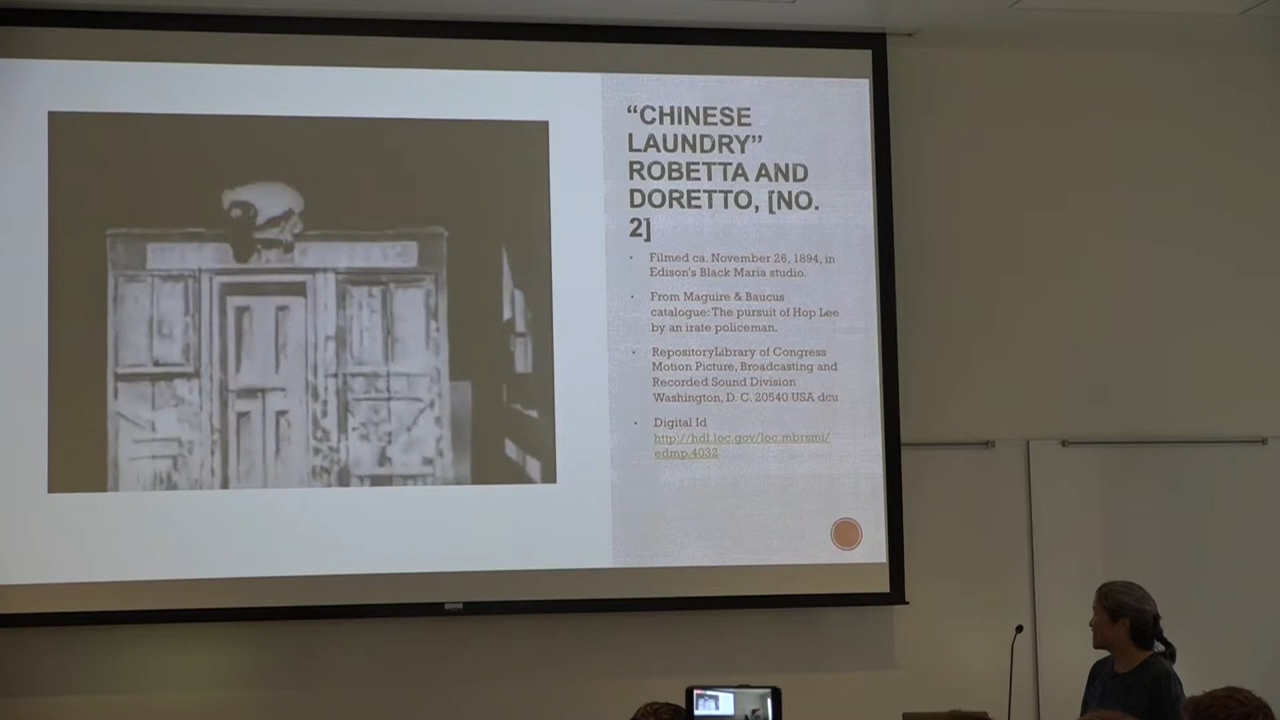 “CHINESE
LAUNDRY”
ROBETTA AND
DORETTO, [NO.
2]
• Filmed ca. November 26, 1894, in
Edison's Black Maria studio.
• From Maguire & Baucus
catalogue: The pursuit of Hop Lee
by an irate policeman.
• RepositoryLibrary of Congress
Motion Picture, Broadcasting and
Recorded Sound Division
Washington, D. C. 20540 USA dcu
• Digital Id
http://hdl.loc.gov/loc.mbrsmi/
edmp.4032